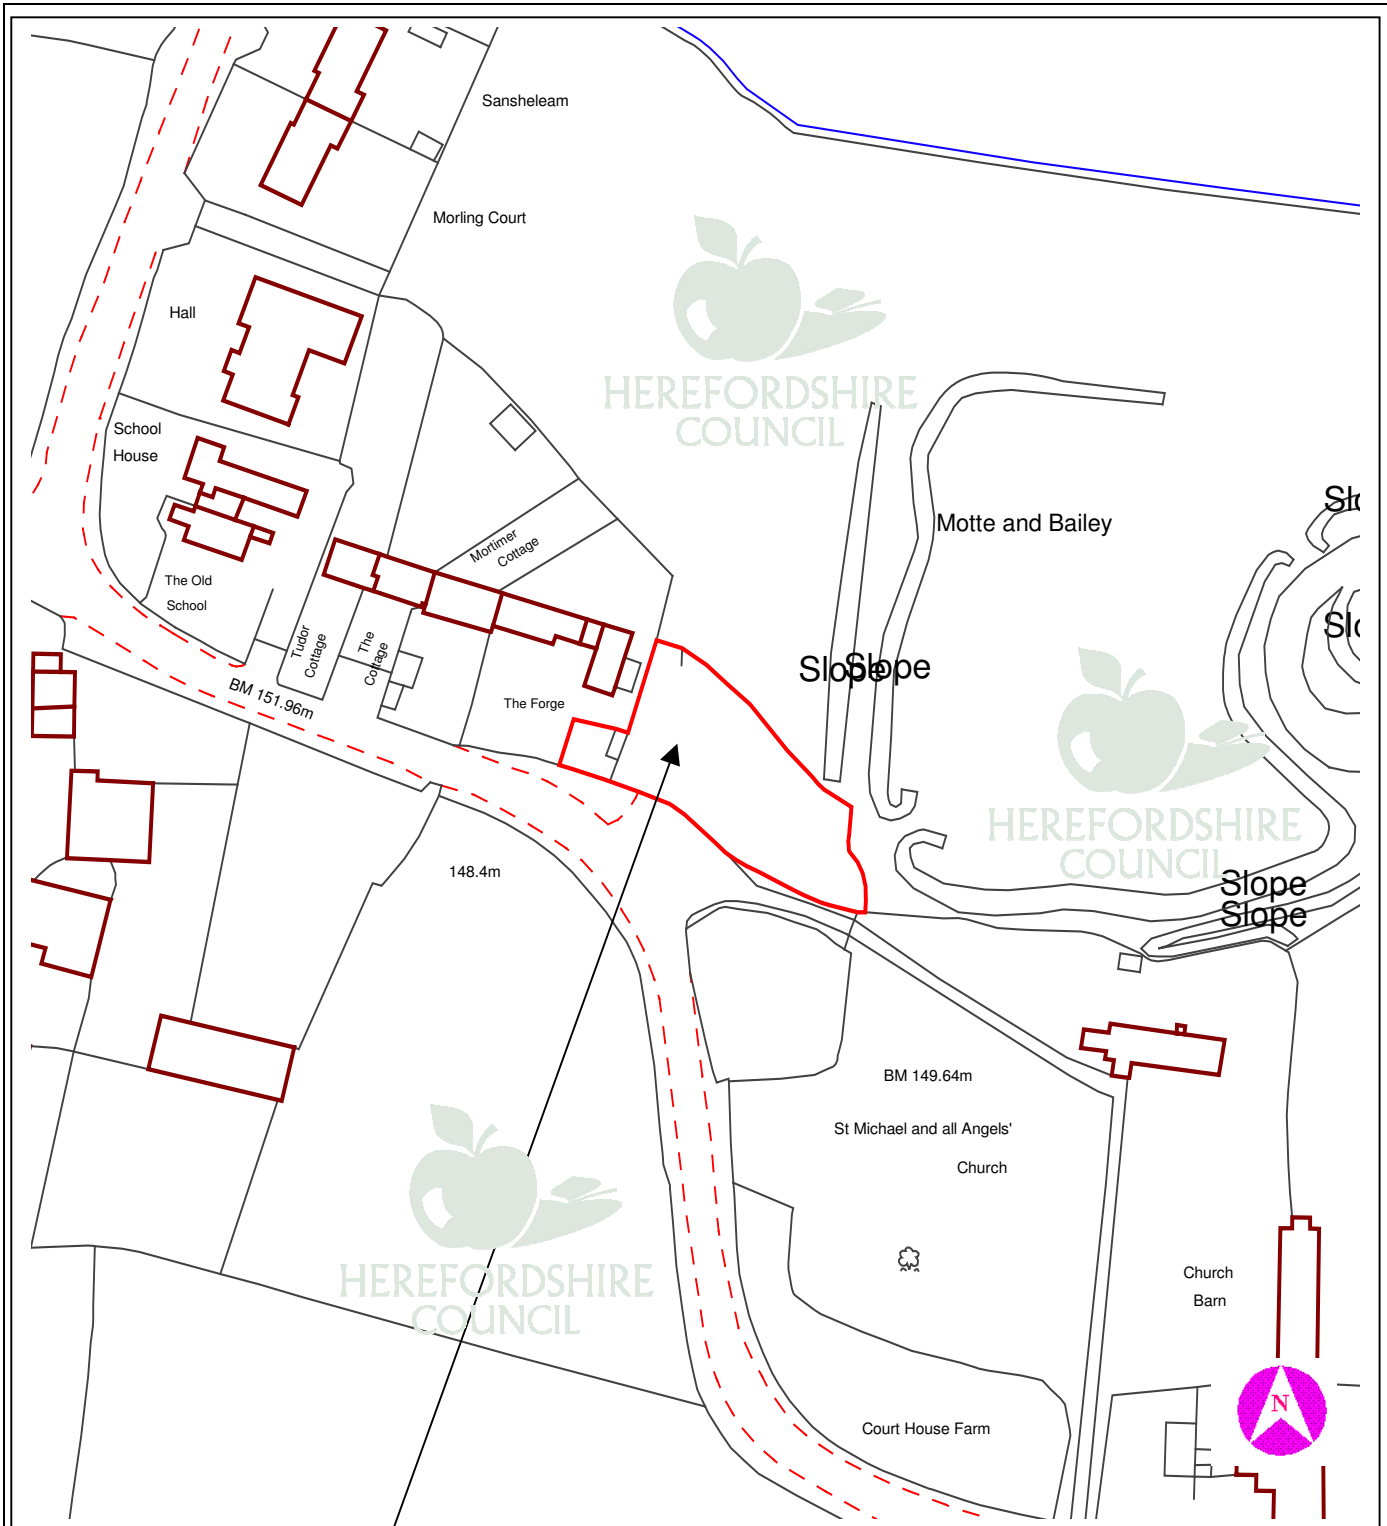 Sansheleam
Morling Court
HEREFORDSHIRE
COUNCIL
Hall
School
House
Motte and Bailey
Slo
Mortimer
Cottage
The Old
School
Tudor
Cottage
The
Cottage
Slo
Slope
Slope
BM 151.96m
The Forge
HEREFORDSHIRE
COUNCIL
148.4m
Slope
Slope
BM 149.64m
St Michael and all Angels'
Church
HEREFORDSHIRE
COUNCIL
Church
Barn
N
Court House Farm